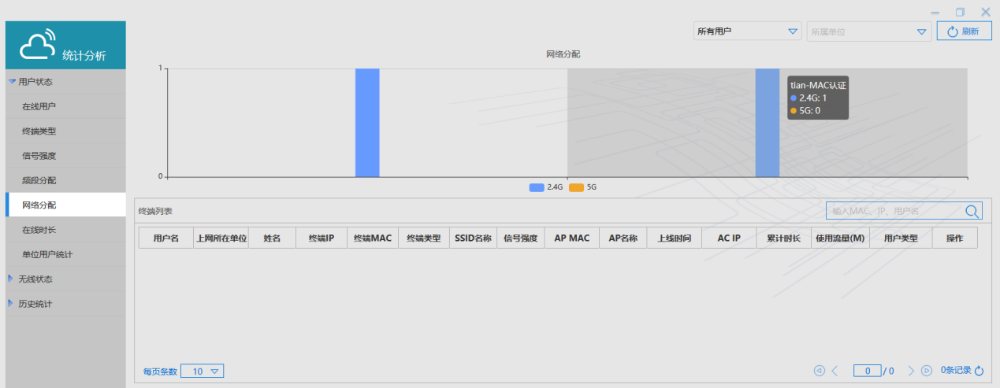 所有用户
所属单位
刷新
统计分析
用户状态
在线用户
终端类型
信号强度
频段分配
网络分配
在线时长
单位用户统计
无线状态
历史统计
网络分配
1
0
tian-MAC认证
2.4G: 1
5G: 0
2.4G 5G
终端列表
输入MAC、IP、用户名
用户名 上网所在单位 姓名 终端IP 终端MAC 终端类型 SSID名称 信号强度 AP MAC AP名称 上线时间 AC IP 累计时长 使用流量(M) 用户类型 操作
每页条数 10
0 / 0 0条记录